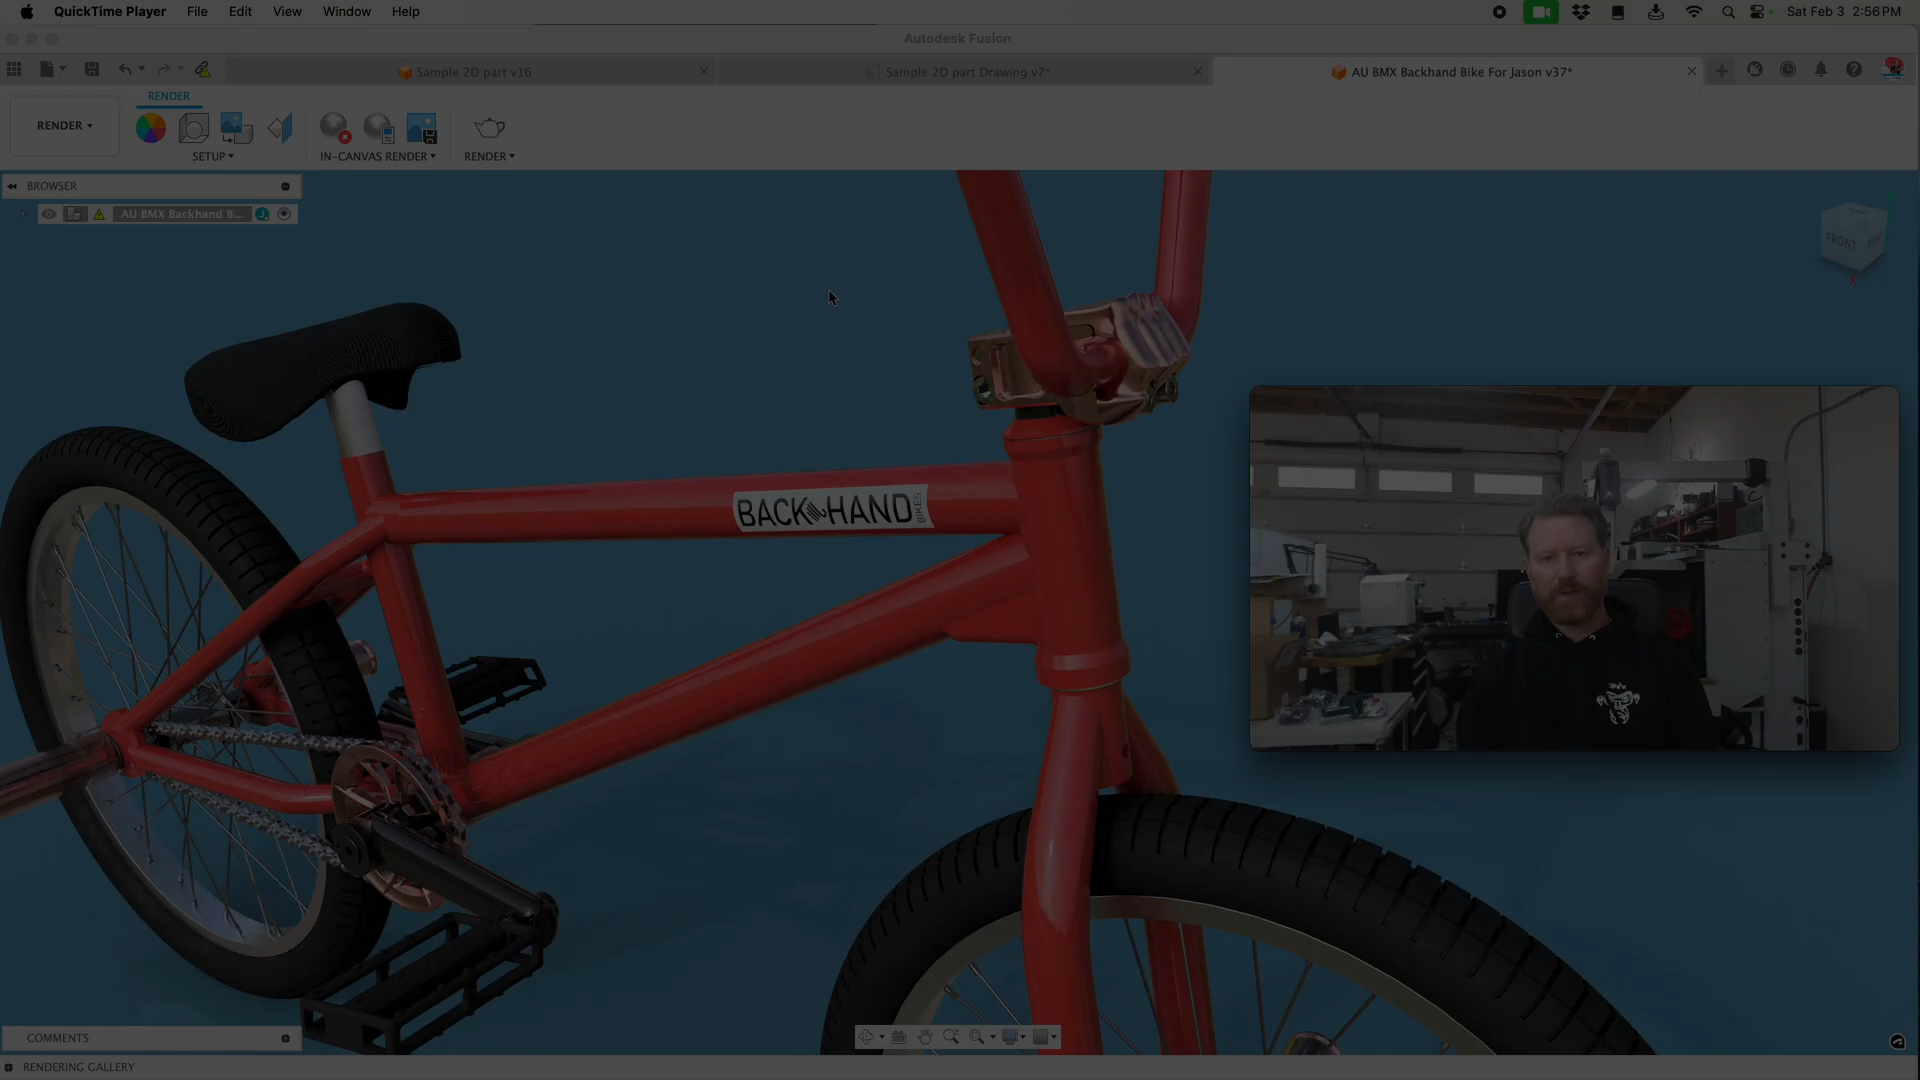 QuickTime Player File Edit View Window Help Sat Feb 3 2:56 PM
Autodesk Fusion
Sample 2D part v16 Sample 2D part Drawing v7* AU BMX Backhand Bike For Jason v37*
RENDER
RENDER
SETUP IN-CANVAS RENDER RENDER
BROWSER
AU BMX Backhand B...
FRONT
BACK HAND BIKES
COMMENTS
RENDERING GALLERY